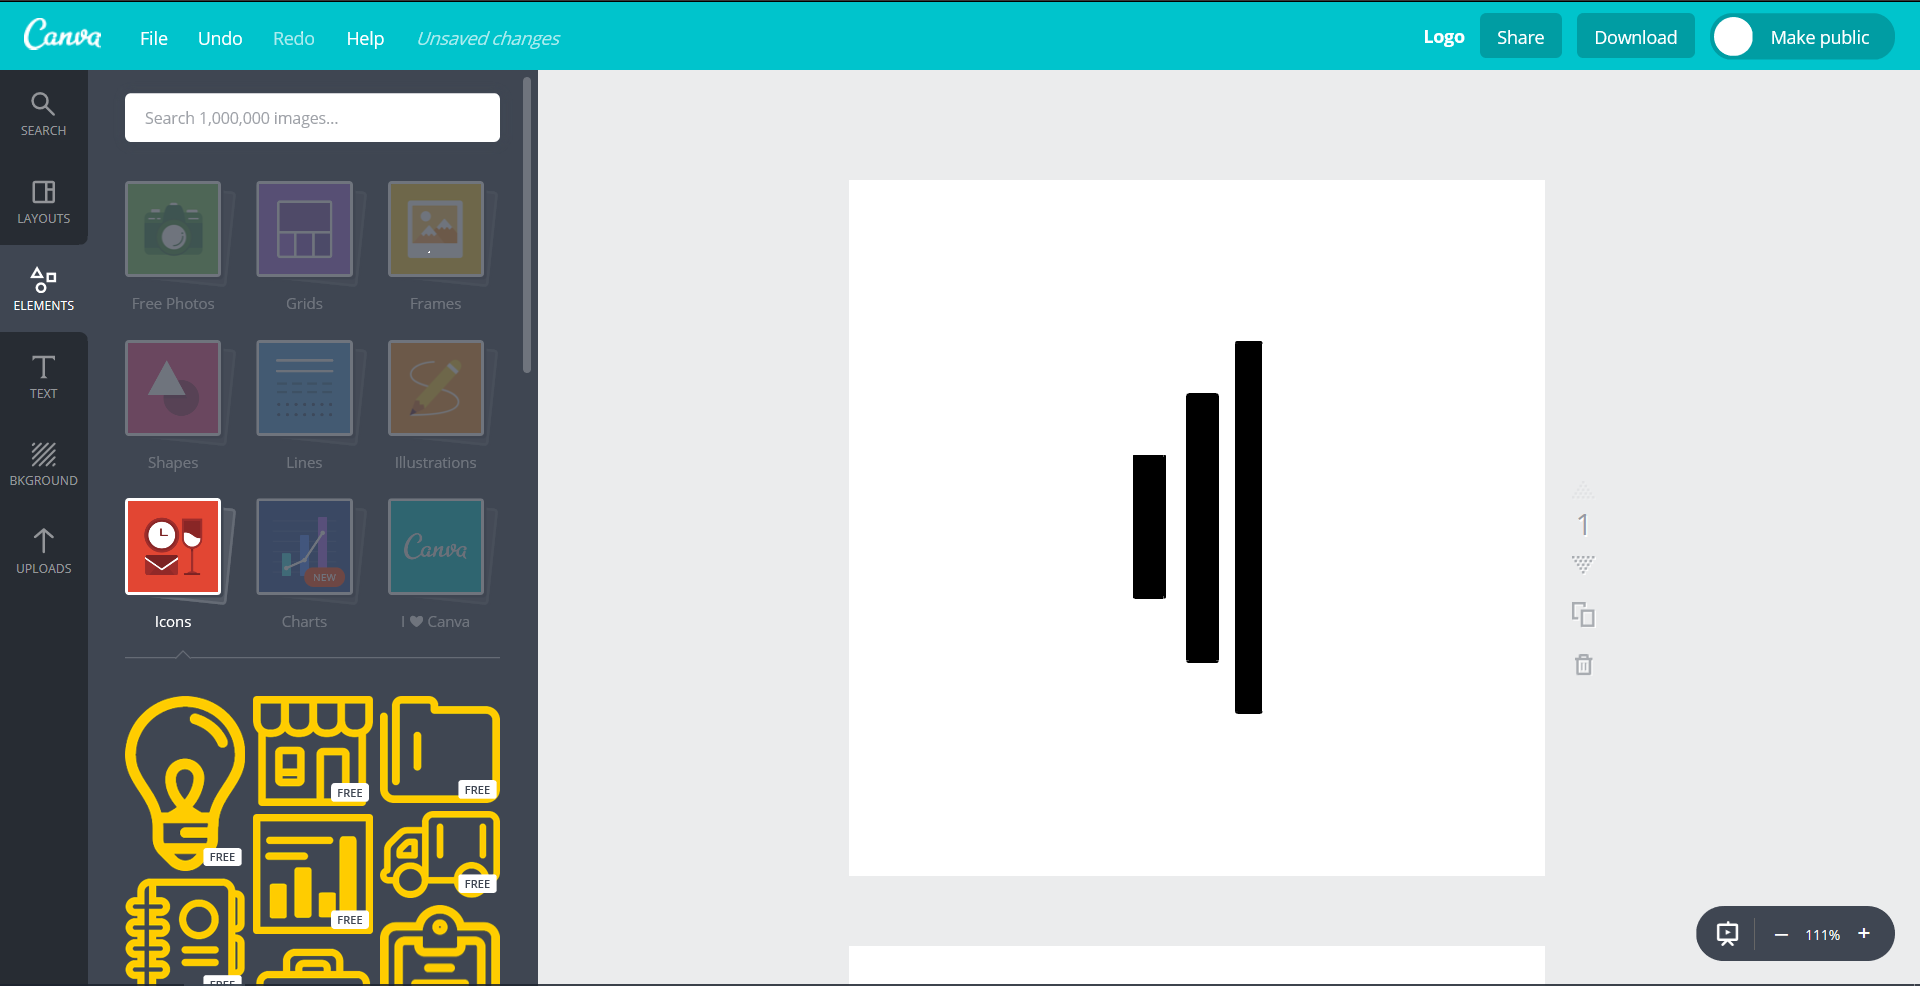 Canva File Undo Redo Help Unsaved changes Logo Share Download Make public
SEARCH
LAYOUTS
ELEMENTS
TEXT
BKGROUND
UPLOADS
Search 1,000,000 images...
Free Photos Grids Frames
Shapes Lines Illustrations
NEW
Canva
Icons Charts I ♥ Canva
FREE
FREE
FREE
FREE
FREE
FREE
1
111%